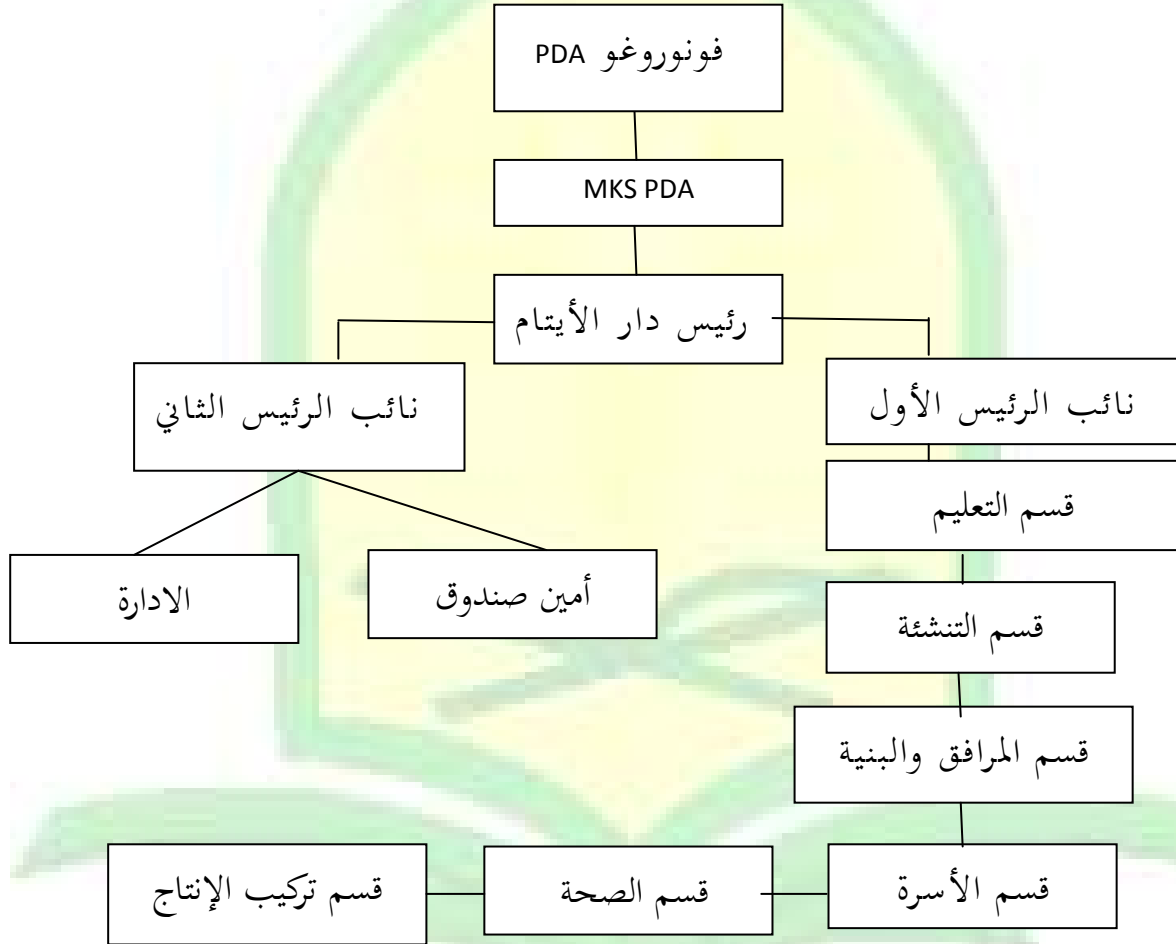 فونوروغو PDA
MKS PDA
رئيس دار الأيتام
نائب الرئيس الأول
نائب الرئيس الثاني
قسم التعليم
أمين صندوق
الادارة
قسم التنشئة
قسم المرافق والبنية
قسم الأسرة
قسم الصحة
قسم تركيب الإنتاج